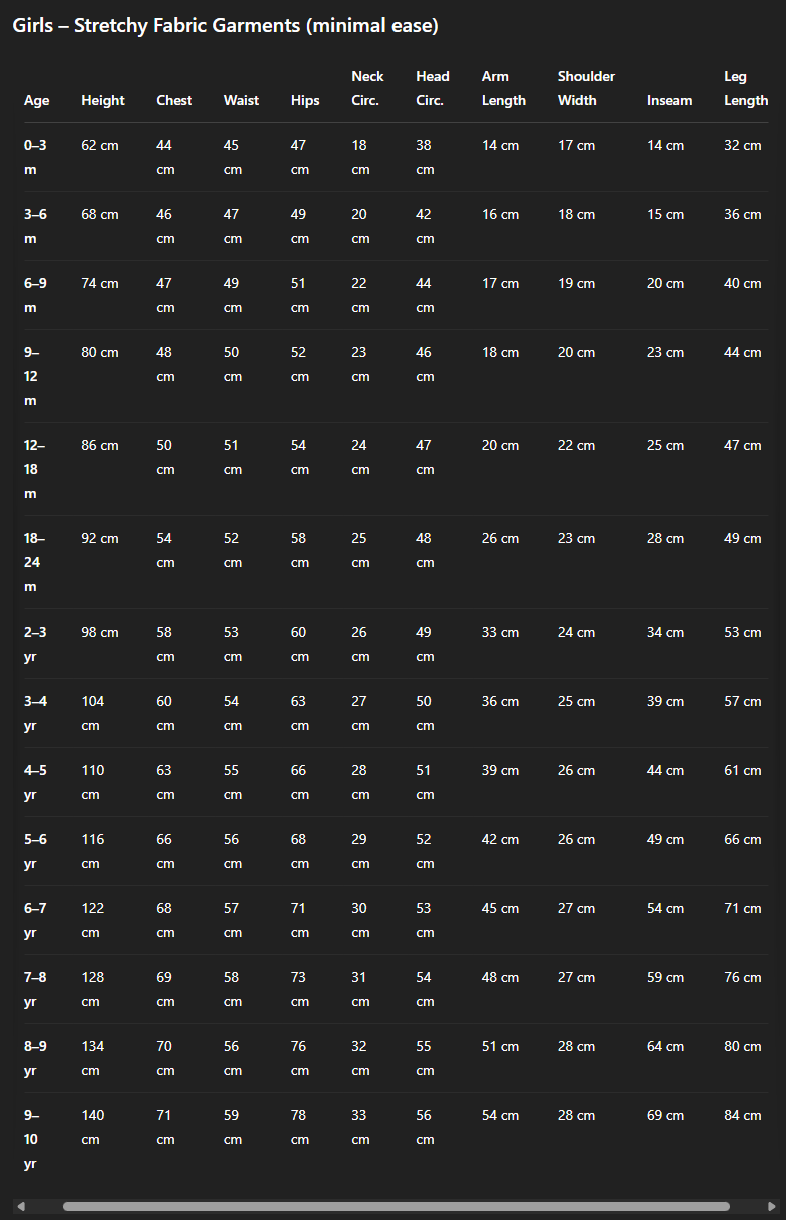 Girls – Stretchy Fabric Garments (minimal ease)
Age Height Chest Waist Hips Neck Circ. Head Circ. Arm Length Shoulder Width Inseam Leg Length
0–3 m 62 cm 44 cm 45 cm 47 cm 18 cm 38 cm 14 cm 17 cm 14 cm 32 cm
3–6 m 68 cm 46 cm 47 cm 49 cm 20 cm 42 cm 16 cm 18 cm 15 cm 36 cm
6–9 m 74 cm 47 cm 49 cm 51 cm 22 cm 44 cm 17 cm 19 cm 20 cm 40 cm
9–12 m 80 cm 48 cm 50 cm 52 cm 23 cm 46 cm 18 cm 20 cm 23 cm 44 cm
12–18 m 86 cm 50 cm 51 cm 54 cm 24 cm 47 cm 20 cm 22 cm 25 cm 47 cm
18–24 m 92 cm 54 cm 52 cm 58 cm 25 cm 48 cm 26 cm 23 cm 28 cm 49 cm
2–3 yr 98 cm 58 cm 53 cm 60 cm 26 cm 49 cm 33 cm 24 cm 34 cm 53 cm
3–4 yr 104 cm 60 cm 54 cm 63 cm 27 cm 50 cm 36 cm 25 cm 39 cm 57 cm
4–5 yr 110 cm 63 cm 55 cm 66 cm 28 cm 51 cm 39 cm 26 cm 44 cm 61 cm
5–6 yr 116 cm 66 cm 56 cm 68 cm 29 cm 52 cm 42 cm 26 cm 49 cm 66 cm
6–7 yr 122 cm 68 cm 57 cm 71 cm 30 cm 53 cm 45 cm 27 cm 54 cm 71 cm
7–8 yr 128 cm 69 cm 58 cm 73 cm 31 cm 54 cm 48 cm 27 cm 59 cm 76 cm
8–9 yr 134 cm 70 cm 56 cm 76 cm 32 cm 55 cm 51 cm 28 cm 64 cm 80 cm
9–10 yr 140 cm 71 cm 59 cm 78 cm 33 cm 56 cm 54 cm 28 cm 69 cm 84 cm